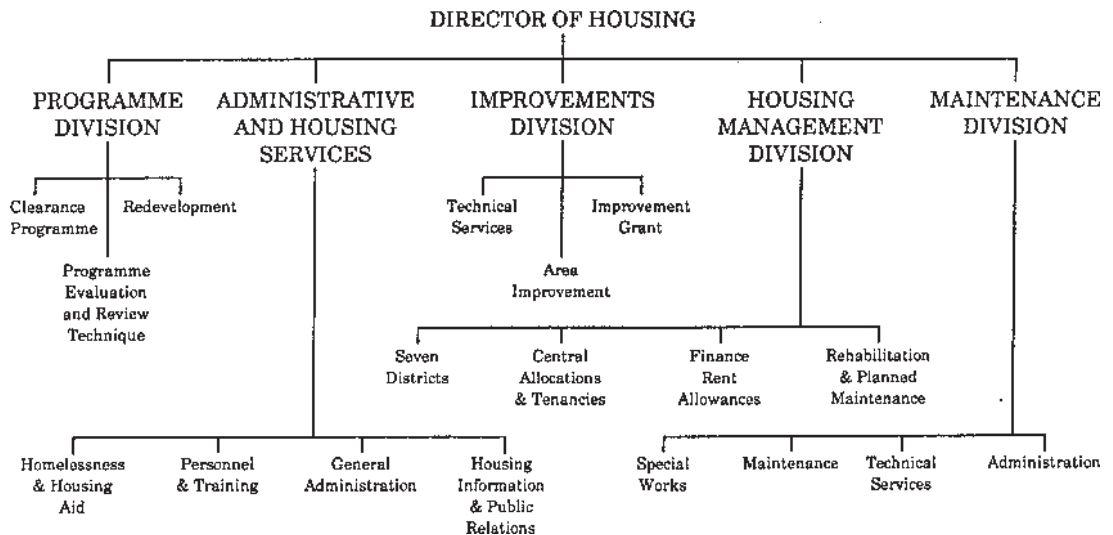 DIRECTOR OF HOUSING
PROGRAMME
DIVISION
ADMINISTRATIVE
AND HOUSING
SERVICES
IMPROVEMENTS
DIVISION
HOUSING
MANAGEMENT
DIVISION
MAINTENANCE
DIVISION
Clearance
Programme
Redevelopment
Programme
Evaluation
and Review
Technique
Technical
Services
Improvement
Grant
Area
Improvement
Seven
Districts
Central
Allocations
& Tenancies
Finance
Rent
Allowances
Rehabilitation
& Planned
Maintenance
Homelessness
& Housing
Aid
Personnel
& Training
General
Administration
Housing
Information
& Public
Relations
Special
Works
Maintenance
Technical
Services
Administration